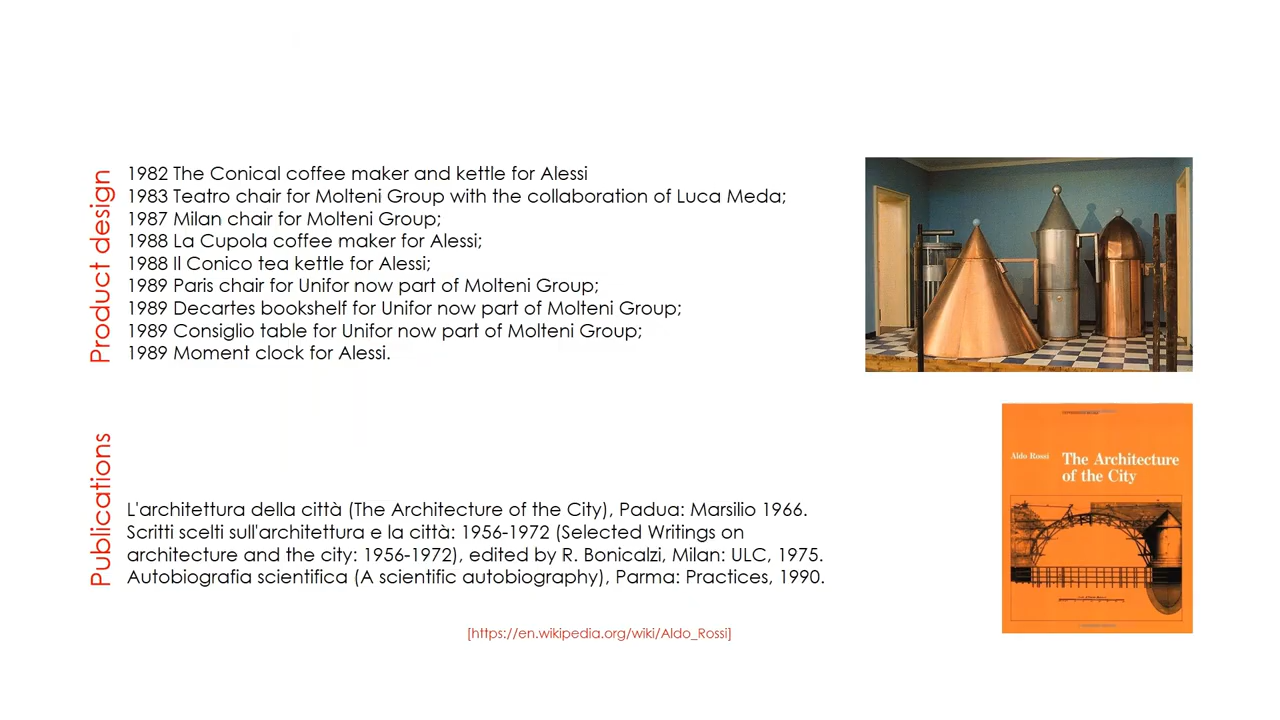 Product design
1982 The Conical coffee maker and kettle for Alessi
1983 Teatro chair for Molteni Group with the collaboration of Luca Meda;
1987 Milan chair for Molteni Group;
1988 La Cupola coffee maker for Alessi;
1988 Il Conico tea kettle for Alessi;
1989 Paris chair for Unifor now part of Molteni Group;
1989 Decartes bookshelf for Unifor now part of Molteni Group;
1989 Consiglio table for Unifor now part of Molteni Group;
1989 Moment clock for Alessi.
Publications
L'architettura della città (The Architecture of the City), Padua: Marsilio 1966.
Scritti scelti sull'architettura e la città: 1956-1972 (Selected Writings on
architecture and the city: 1956-1972), edited by R. Bonicalzi, Milan: ULC, 1975.
Autobiografia scientifica (A scientific autobiography), Parma: Practices, 1990.
[https://en.wikipedia.org/wiki/Aldo_Rossi]
Aldo Rossi
The Architecture
of the City